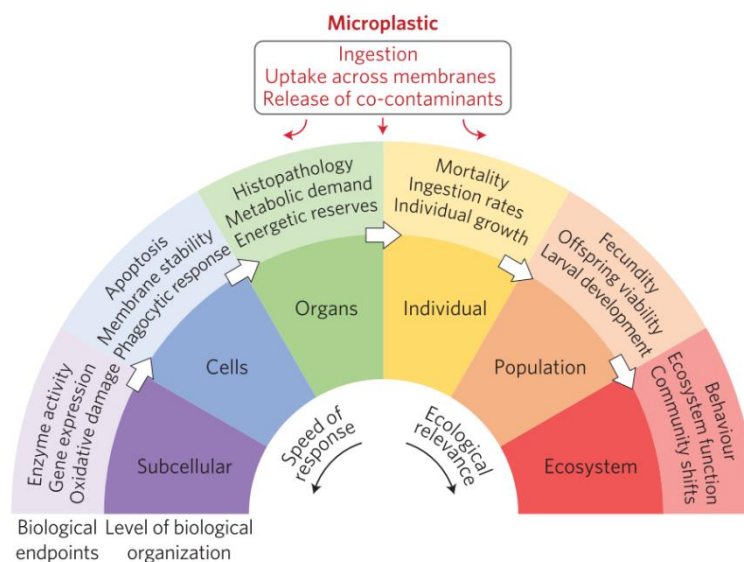 Microplastic
Ingestion
Uptake across membranes
Release of co-contaminants
Enzyme activity
Gene expression
Oxidative damage
Subcellular
Apoptosis
Membrane stability
Phagocytic response
Cells
Histopathology
Metabolic demand
Energetic reserves
Organs
Mortality
Ingestion rates
Individual growth
Individual
Fecundity
Offspring viability
Larval development
Population
Behaviour
Ecosystem function
Community shifts
Ecosystem
Speed of
response
Ecological
relevance
Biological
endpoints
Level of biological
organization